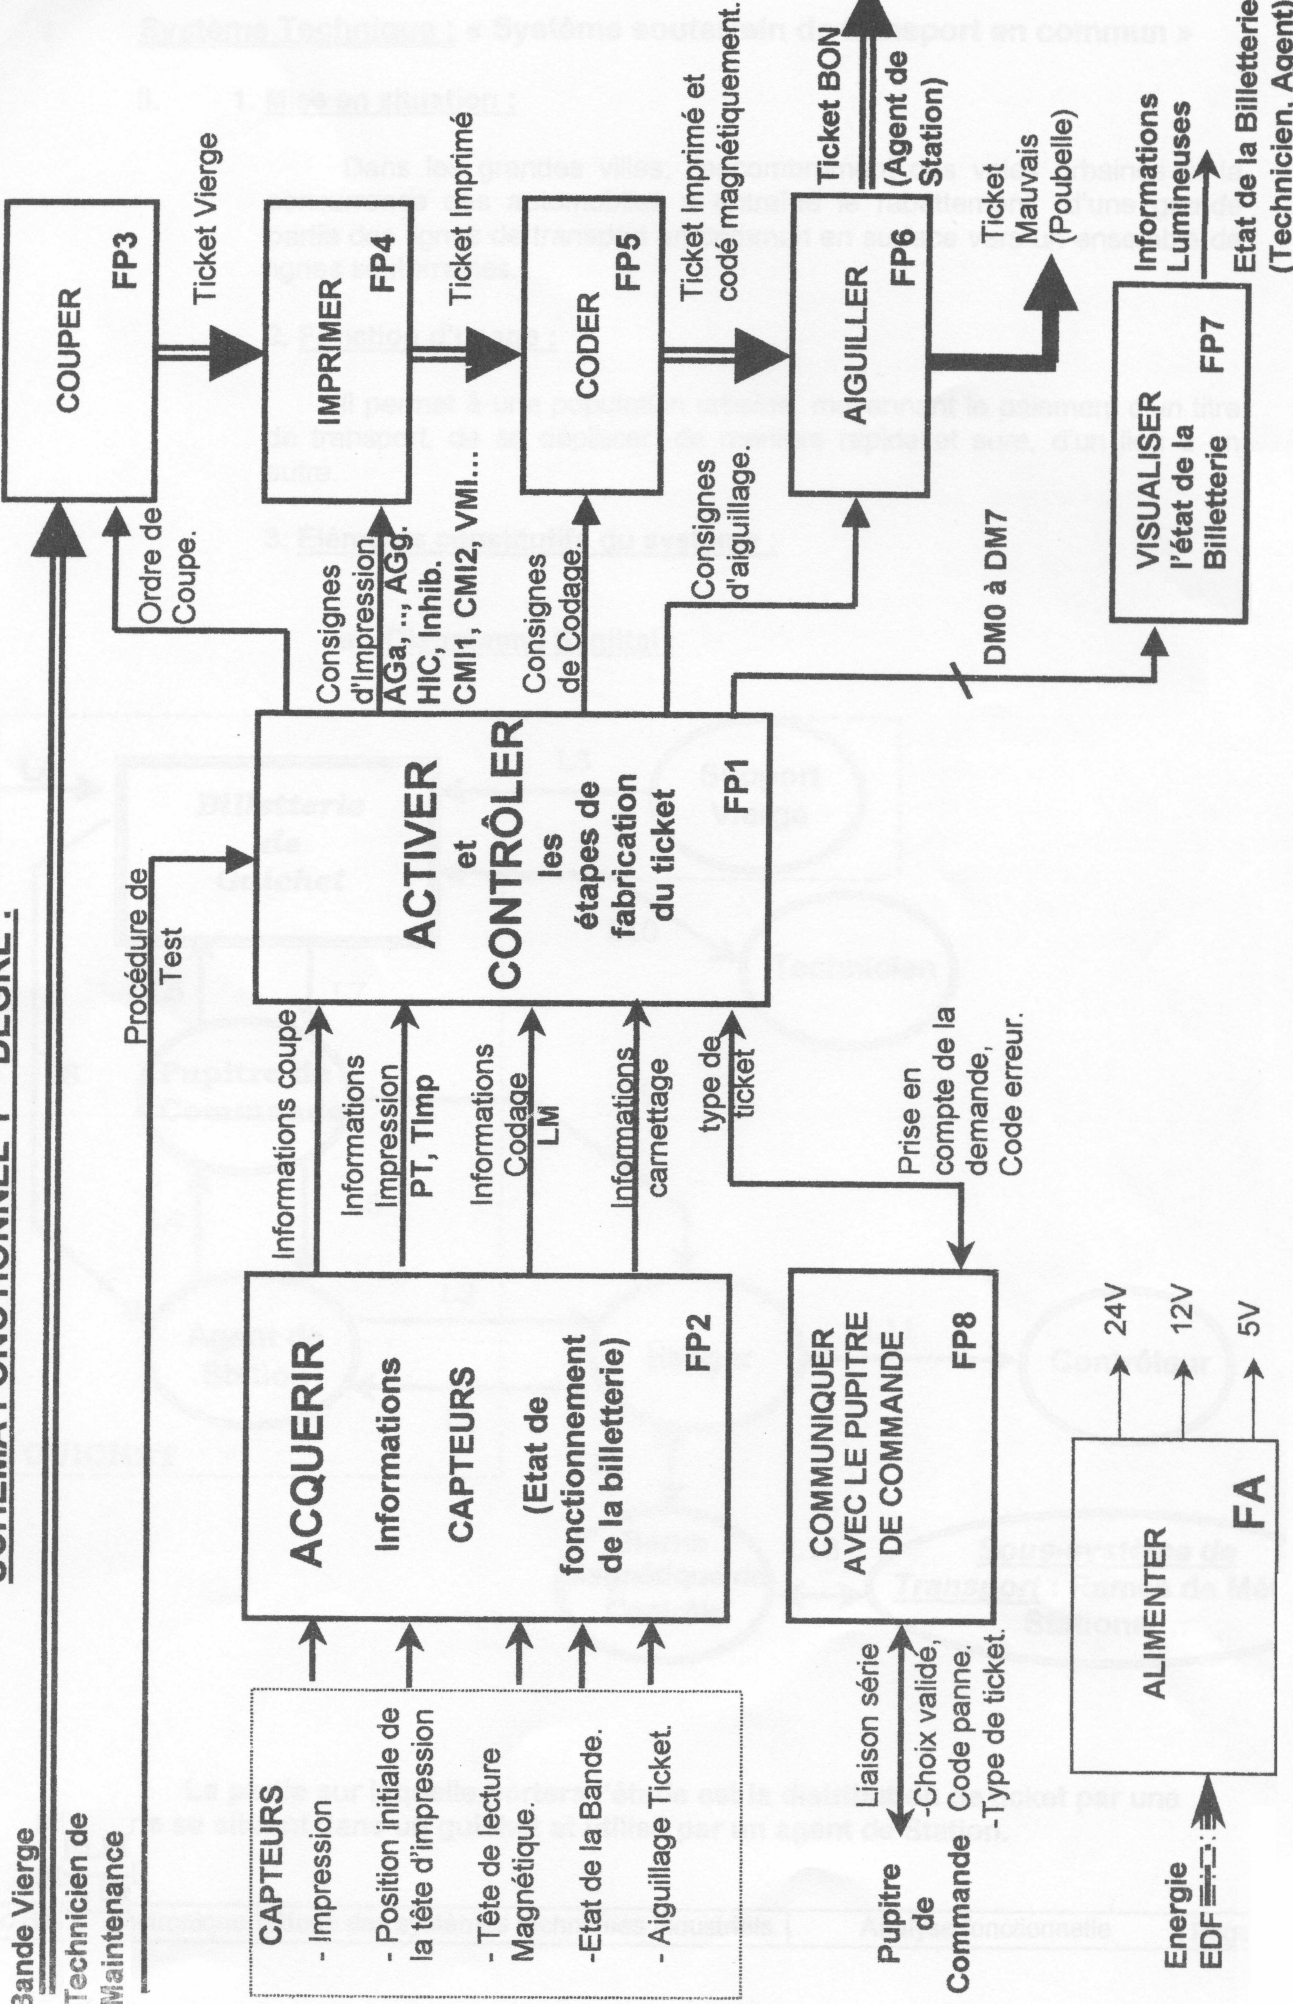 SCHÉMA FONCTIONNEL 1ᵉʳ DEGRÉ :
Bande Vierge
Technicien de
Maintenance
Procédure de
Test
COUPER
FP3
Ticket Vierge
IMPRIMER
FP4
Ticket Imprimé
CODER
FP5
Ticket imprimé et
codé magnétiquement.
AIGUILLER
FP6
Ticket BON
(Agent de
Station)
Ticket
Mauvais
(Pubelle)
Ordre de
Coupe.
Consignes
d'Impression
AGa..., AGg.
HIC, Inhib.
CMI1, CMI2, VMI...
Consignes
de Codage.
Consignes
d'aiguillage.
DM0 à DM7
VISUALISER
l'état de la
Billetterie
FP7
Infomations
Lumineuses
Etat de la Billetterie
(Technicien, Agent)
ACTIVER
et
CONTRÔLER
les
étapes de
fabrication
du ticket
FP1
Informations coupe
Informations
Impression
PT, TImp
Informations
Codage
LM
Informations
carnettage
type de
ticket
Prise en
compte de la
demande,
Code erreur.
ACQUERIR
Informations
CAPTEURS
(Etat de
fonctionnement
de la billetterie)
FP2
CAPTEURS
- Impression
- Position initiale de
la tête d'impression
- Tête de Lecture
Magnétique.
-Etat de la Bande.
- Aiguillage Ticket.
COMMUNIQUER
AVEC LE PUPITRE
DE COMMANDE
FP8
Liaison série
-Choix validé,
Code panne,
Type de ticket.
Pupitre
de
Commande
ALIMENTER
FA
24V
12V
5V
Energie
EDF